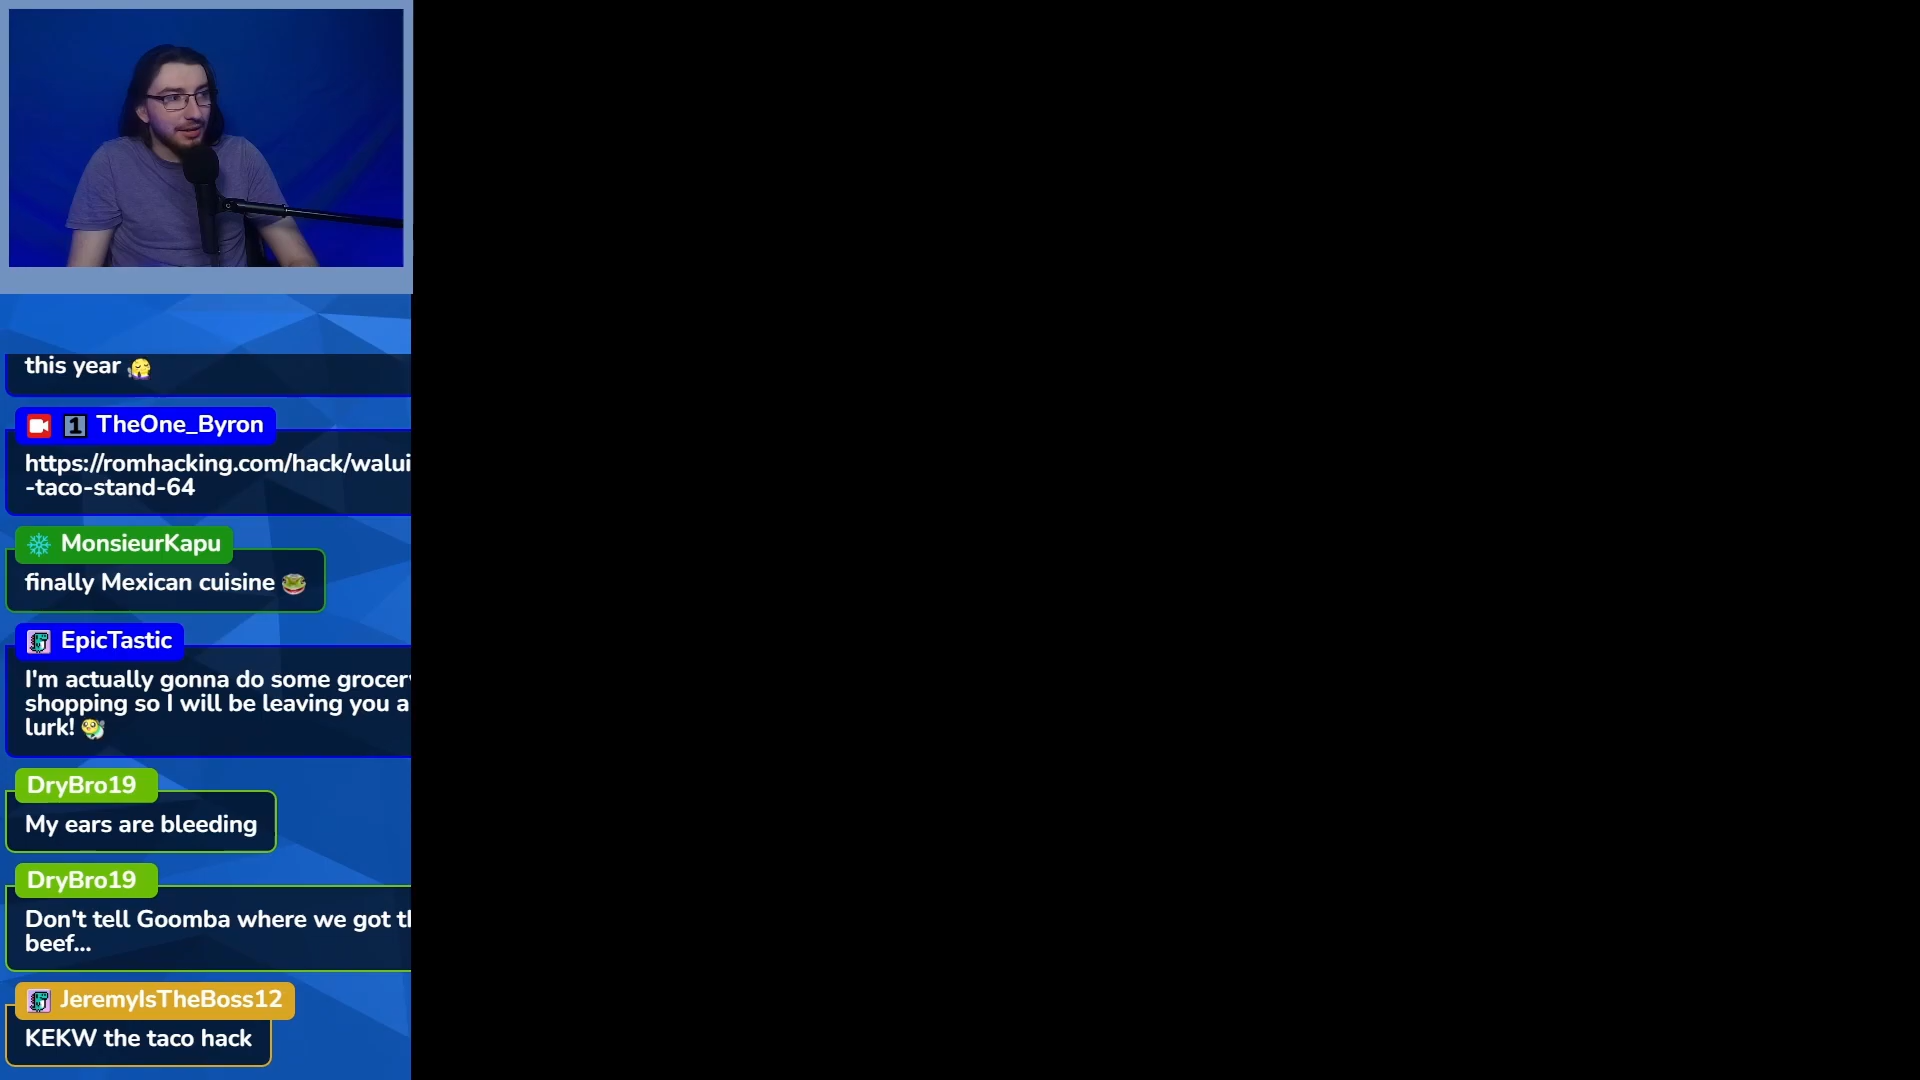 this year
1 TheOne_Byron
https://romhacking.com/hack/walui
-taco-stand-64
MonsieurKapu
finally Mexican cuisine
EpicTastic
I'm actually gonna do some grocery
shopping so I will be leaving you a
lurk!
DryBro19
My ears are bleeding
DryBro19
Don't tell Goomba where we got
beef...
JeremyIsTheBoss12
KEKW the taco hack